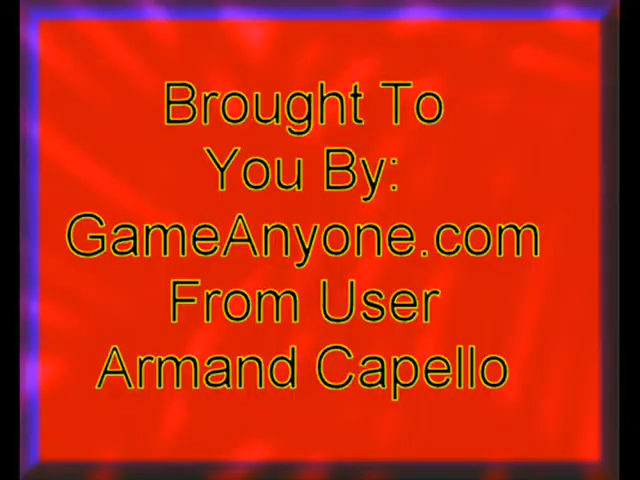 Brought To
You By:
GameAnyone.com
From User
Armand Capello